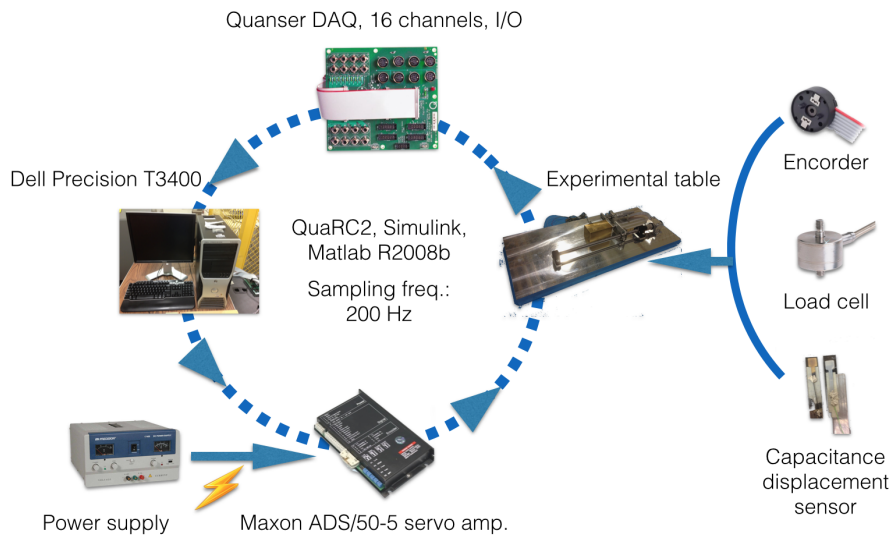 Quanser DAQ, 16 channels, I/O
Dell Precision T3400
Experimental table
Encorder
QuaRC2, Simulink,
Matlab R2008b
Sampling freq.:
200 Hz
Load cell
Capacitance
displacement
sensor
Power supply
Maxon ADS/50-5 servo amp.